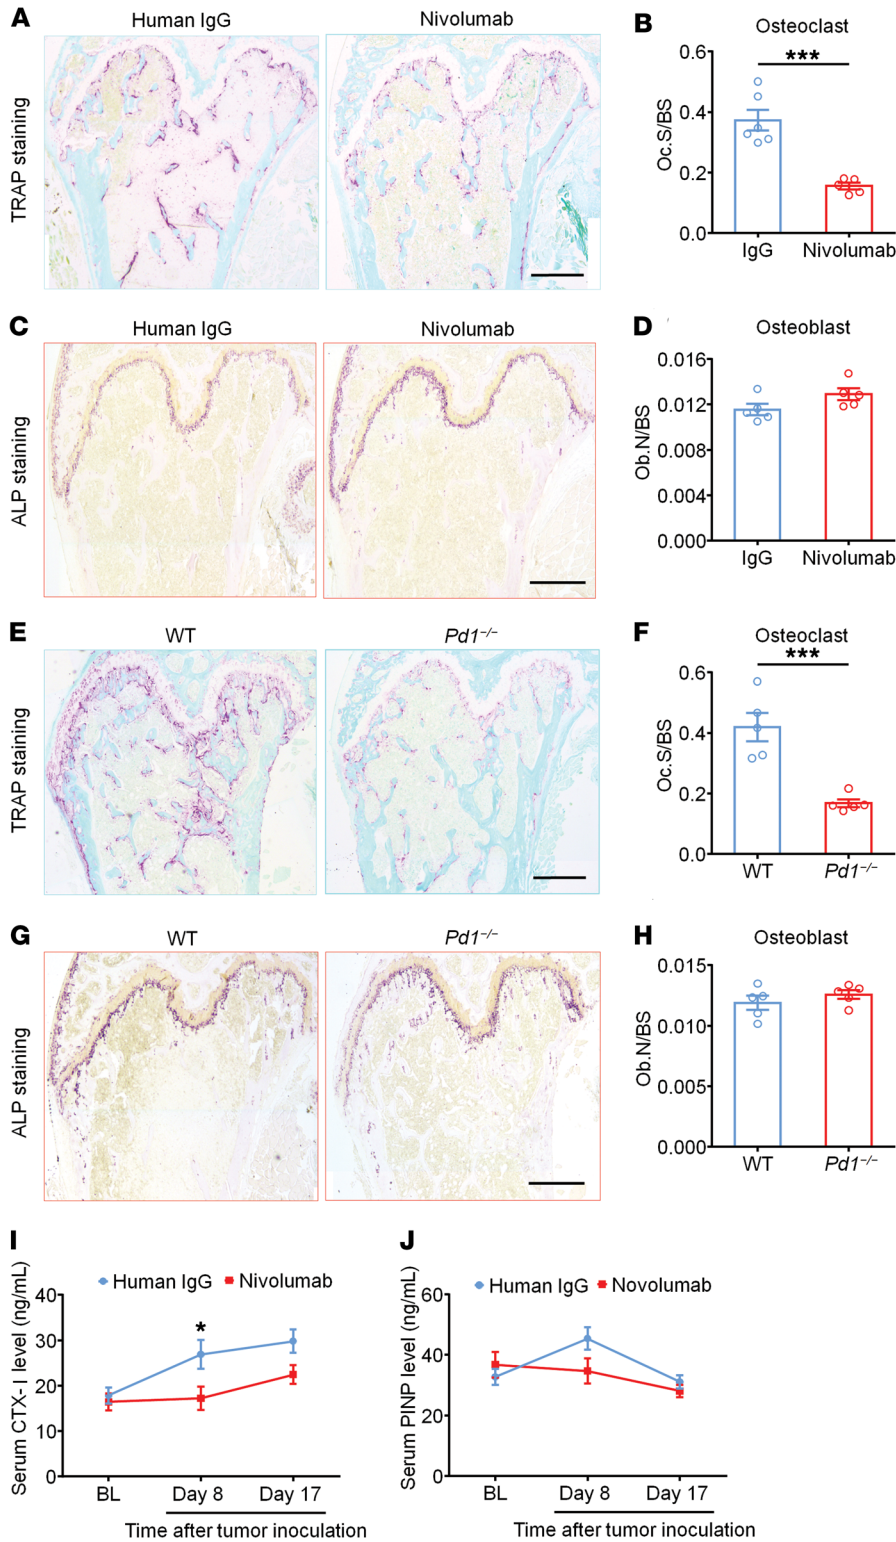 A
Human IgG
Nivolumab
TRAP staining
B
Osteoclast
***
Oc.S/BS
0.6
0.4
0.2
0.0
IgG Nivolumab
C
Human IgG
Nivolumab
ALP staining
D
Osteoblast
Ob.N/BS
0.016
0.012
0.008
0.004
0.000
IgG Nivolumab
E
WT
Pd1−/−
TRAP staining
F
Osteoclast
***
Oc.S/BS
0.6
0.4
0.2
0.0
WT Pd1−/−
G
WT
Pd1−/−
ALP staining
H
Osteoblast
Ob.N/BS
0.015
0.010
0.005
0.000
WT Pd1−/−
I
Human IgG Nivolumab
Serum CTX-I level (ng/mL)
40
30
20
10
0
*
BL Day 8 Day 17
Time after tumor inoculation
J
Human IgG Novolumab
Serum PINP level (ng/mL)
60
40
20
0
BL Day 8 Day 17
Time after tumor inoculation